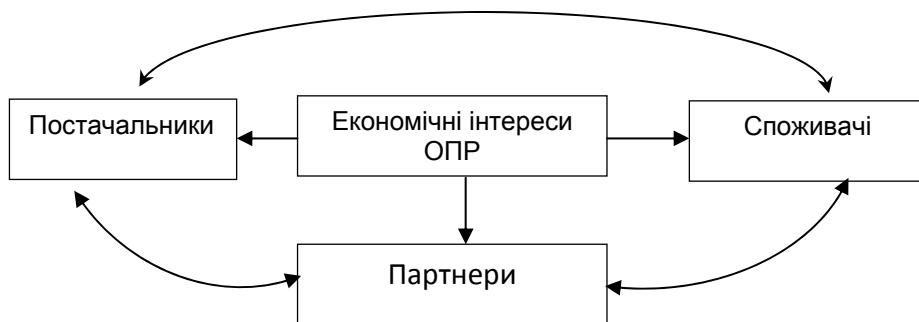 Постачальники
Економічні інтереси
ОПР
Споживачі
Партнери